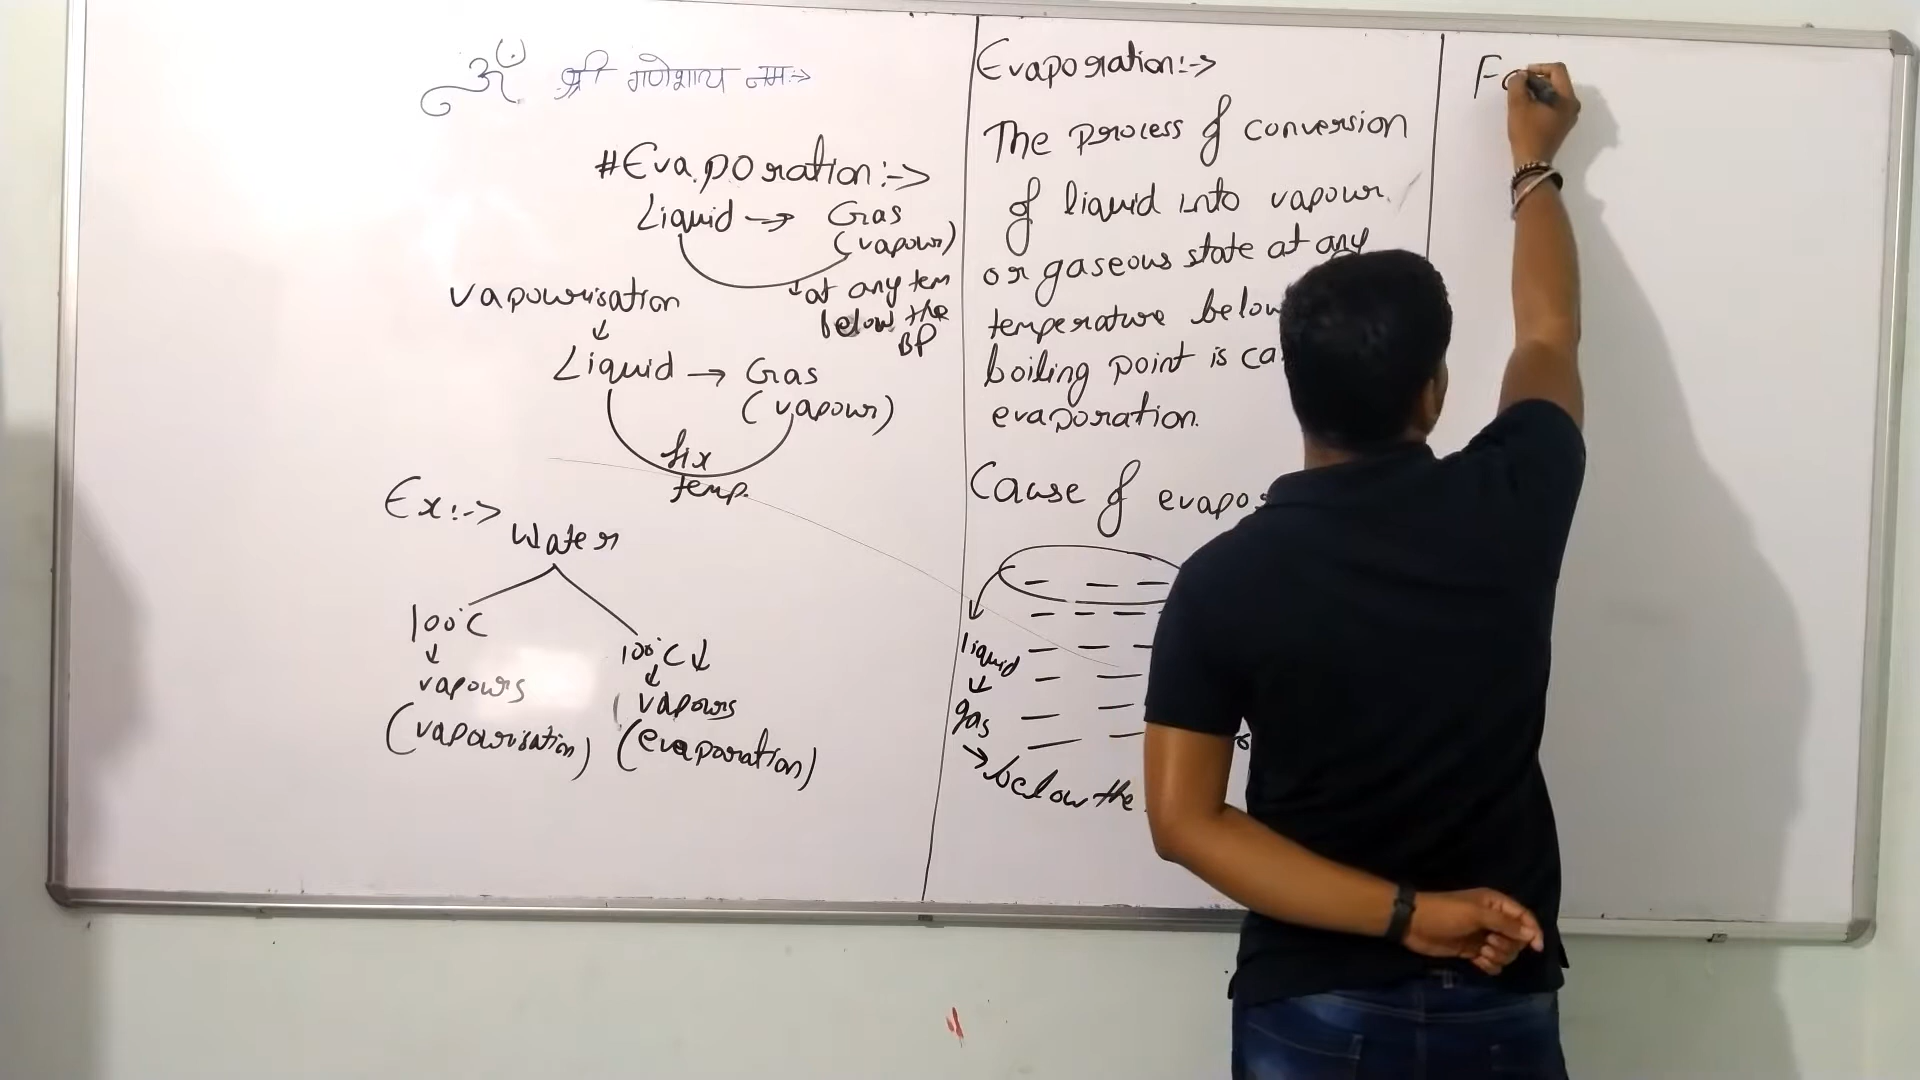 ॐ श्री गणेशाय नमः->
#Evaporation:->
Liquid -> Gas
(vapour)
at any tem
below the
BP
vapourisation
↓
Liquid -> Gas
(vapour)
fix
temp.
Ex:->
Water
100°C
↓
vapours
(vapourisation)
100°C↓
↓
vapours
(evaporation)
Evaporation:->
The process of conversion
of liquid into vapour
or gaseous state at any
temperature below
boiling point is
evaporation.
Cause of
liquid
↓
gas
-> below the